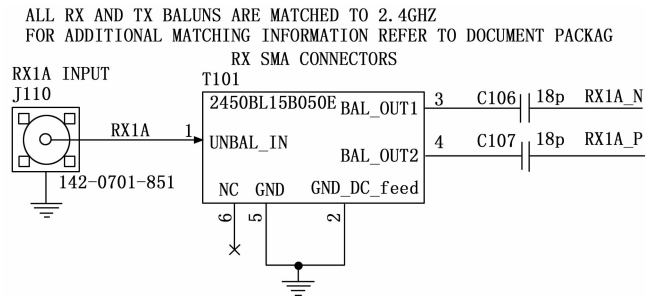 ALL RX AND TX BALUNS ARE MATCHED TO 2.4GHZ
FOR ADDITIONAL MATCHING INFORMATION REFER TO DOCUMENT PACKAG
RX SMA CONNECTORS
RX1A INPUT
J110
T101
2450BL15B050E
BAL_OUT1
3
C106
18p
RX1A_N
RX1A
1
UNBAL_IN
BAL_OUT2
4
C107
18p
RX1A_P
142-0701-851
NC
GND
GND_DC_feed
6
5
2